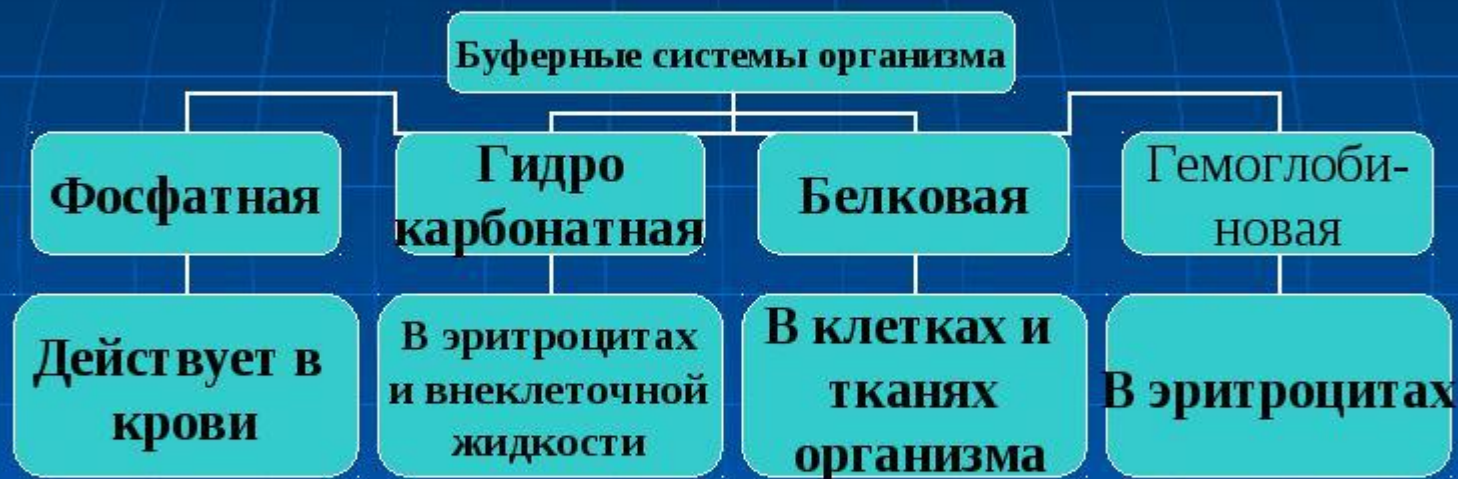 Буферные системы организма
Фосфатная
Гидро
карбонатная
Белковая
Гемоглоби-
новая
Действует в
крови
В эритроцитах
и внеклеточной
жидкости
В клетках и
тканях
организма
В эритроцитах